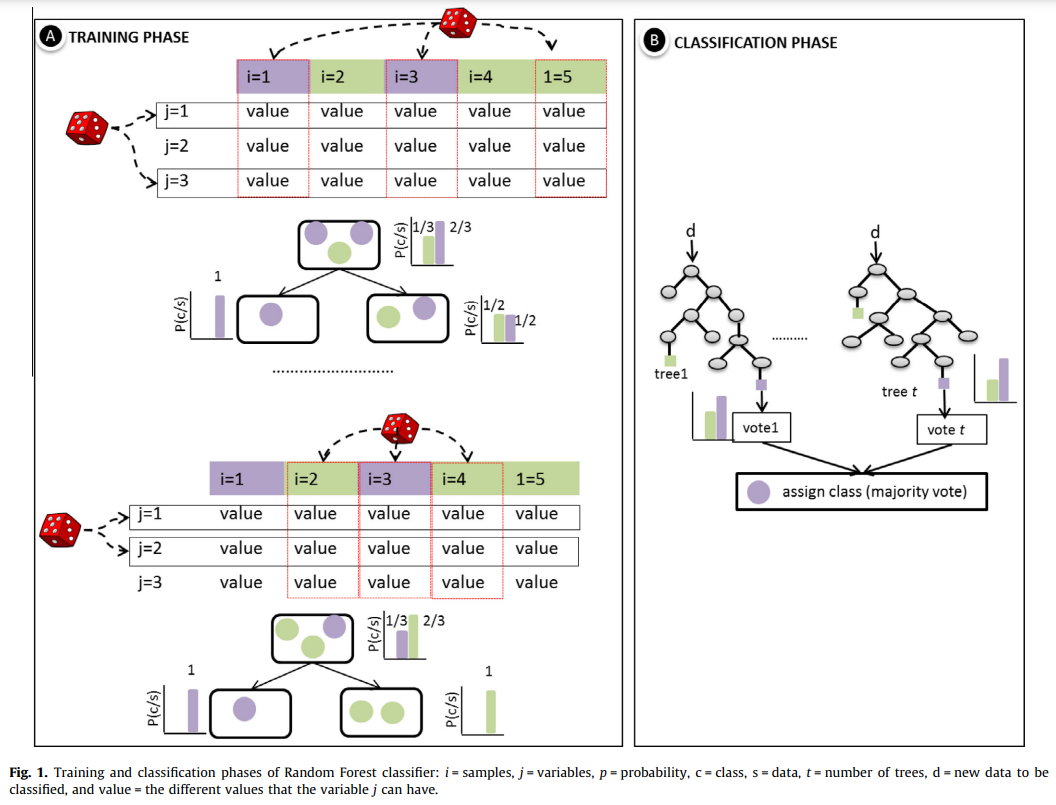 A TRAINING PHASE
i=1 i=2 i=3 i=4 1=5
j=1 value value value value value
j=2 value value value value value
j=3 value value value value value
P(c/s) 1/3 2/3
1
P(c/s)
P(c/s) 1/2 1/2
...........................
i=1 i=2 i=3 i=4 1=5
j=1 value value value value value
j=2 value value value value value
j=3 value value value value value
P(c/s) 1/3 2/3
1
P(c/s)
1
P(c/s)
B CLASSIFICATION PHASE
d d
..........
tree1
tree t
vote1 vote t
assign class (majority vote)
Fig. 1. Training and classification phases of Random Forest classifier: i = samples, j = variables, p = probability, c = class, s = data, t = number of trees, d = new data to be
classified, and value = the different values that the variable j can have.